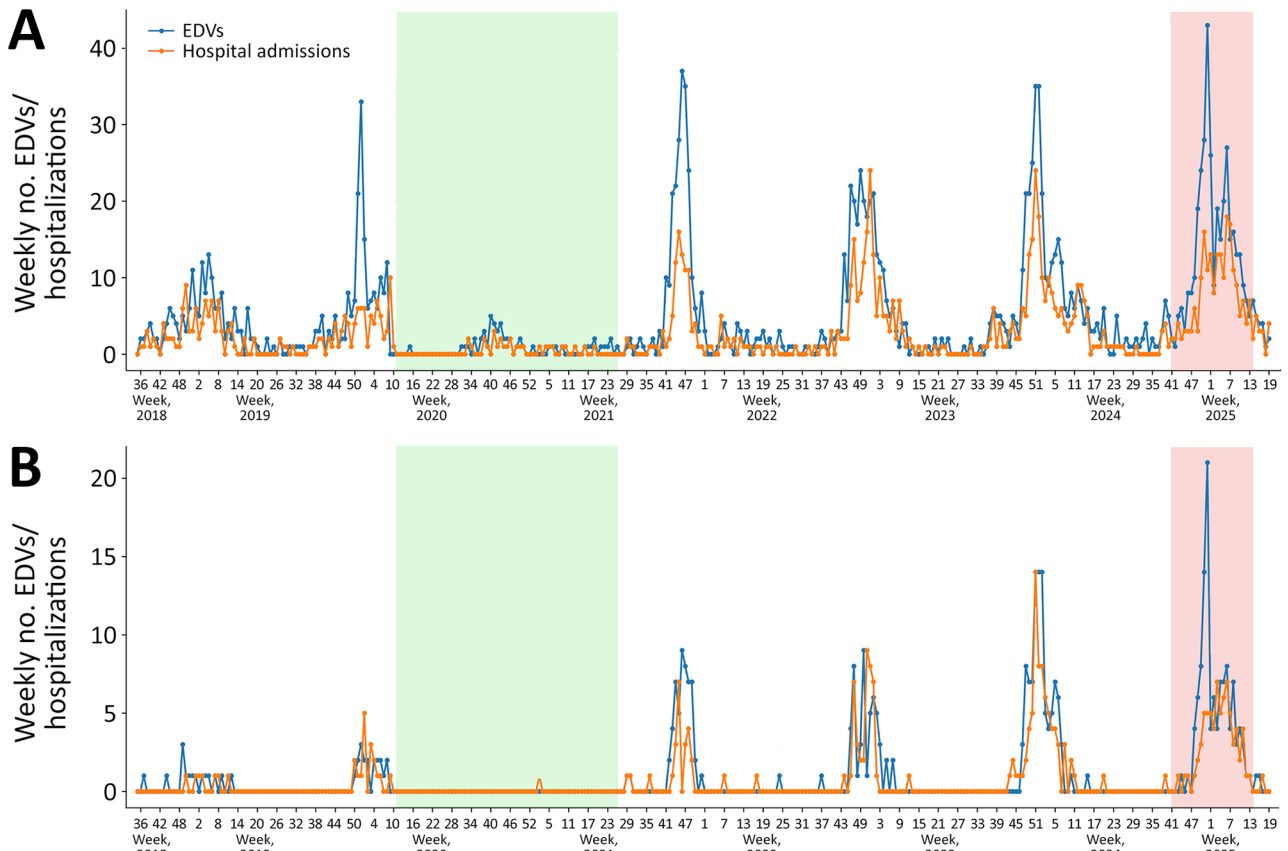 A
EDVs
Hospital admissions
Weekly no. EDVs/
hospitalizations
40
30
20
10
0
36 42 48 2 8 14 20 26 32 38 44 50 4 10 16 22 28 34 40 46 52 5 11 17 23 29 35 41 47 1 7 13 19 25 31 37 43 49 3 9 15 21 27 33 39 45 51 5 11 17 23 29 35 41 47 1 7 13 19
Week, Week, Week, Week, Week, Week, Week, Week,
2018 2019 2020 2021 2022 2023 2024 2025
B
Weekly no. EDVs/
hospitalizations
20
15
10
5
0
36 42 48 2 8 14 20 26 32 38 44 50 4 10 16 22 28 34 40 46 52 5 11 17 23 29 35 41 47 1 7 13 19 25 31 37 43 49 3 9 15 21 27 33 39 45 51 5 11 17 23 29 35 41 47 1 7 13 19
Week, Week, Week, Week, Week, Week, Week, Week,